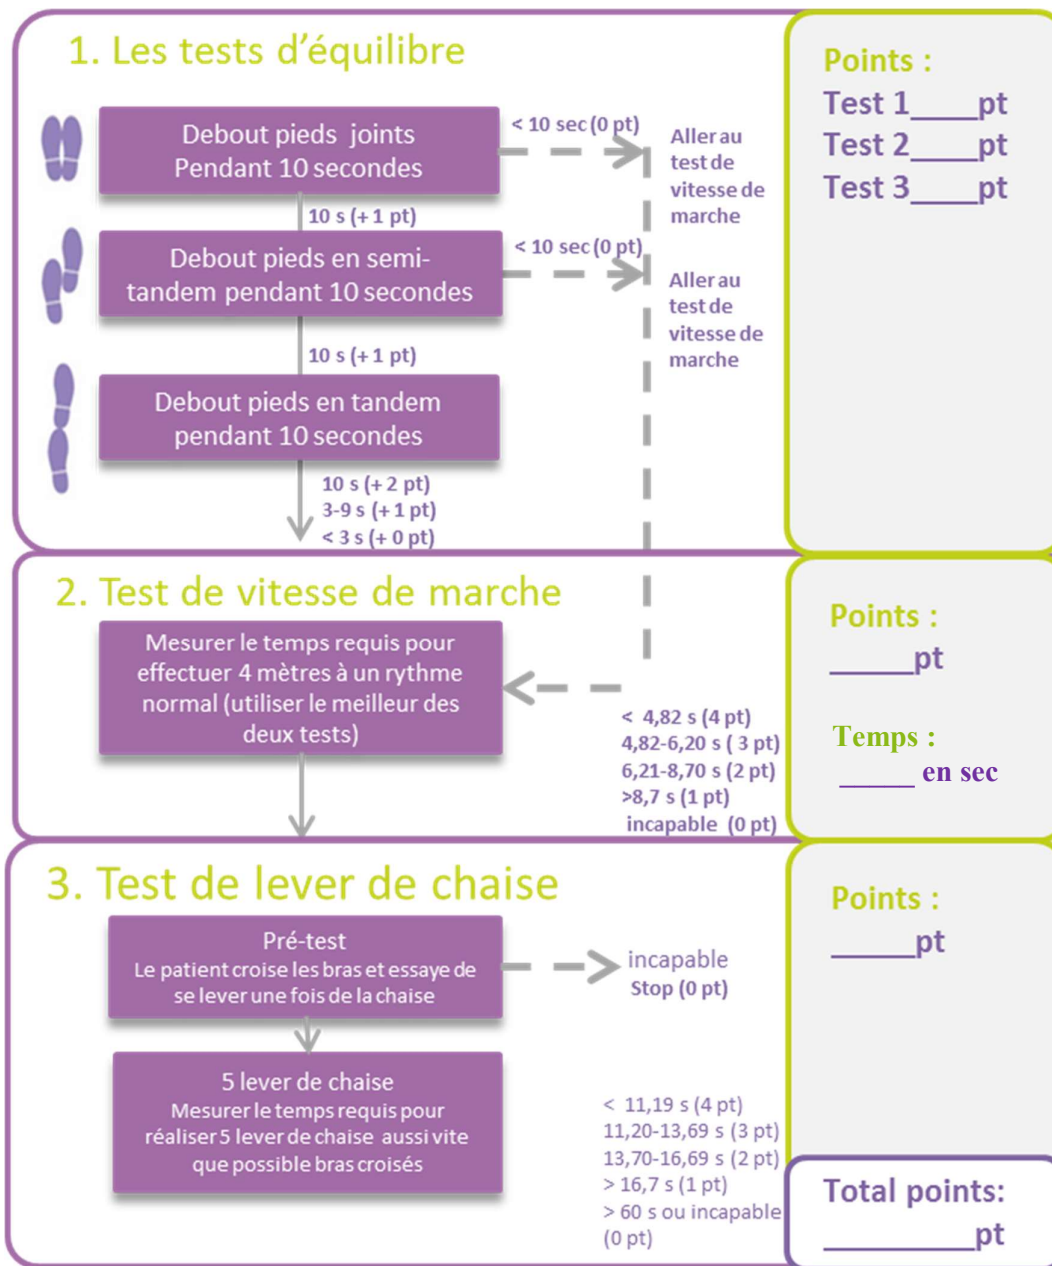 1. Les tests d'équilibre
Debout pieds joints
Pendant 10 secondes
< 10 sec (0 pt)
Aller au
test de
vitesse de
marche
10 s (+ 1 pt)
Debout pieds en semi-
tandem pendant 10 secondes
< 10 sec (0 pt)
Aller au
test de
vitesse de
marche
10 s (+ 1 pt)
Debout pieds en tandem
pendant 10 secondes
10 s (+ 2 pt)
3-9 s (+ 1 pt)
< 3 s (+ 0 pt)
Points :
Test 1____pt
Test 2____pt
Test 3____pt
2. Test de vitesse de marche
Mesurer le temps requis pour
effectuer 4 mètres à un rythme
normal (utiliser le meilleur des
deux tests)
< 4,82 s (4 pt)
4,82-6,20 s ( 3 pt)
6,21-8,70 s (2 pt)
>8,7 s (1 pt)
incapable (0 pt)
Points :
_____pt
Temps :
_____ en sec
3. Test de lever de chaise
Pré-test
Le patient croise les bras et essaye de
se lever une fois de la chaise
incapable
Stop (0 pt)
5 lever de chaise
Mesurer le temps requis pour
réaliser 5 lever de chaise aussi vite
que possible bras croisés
< 11,19 s (4 pt)
11,20-13,69 s (3 pt)
13,70-16,69 s (2 pt)
> 16,7 s (1 pt)
> 60 s ou incapable
(0 pt)
Points :
_____pt
Total points:
_________pt